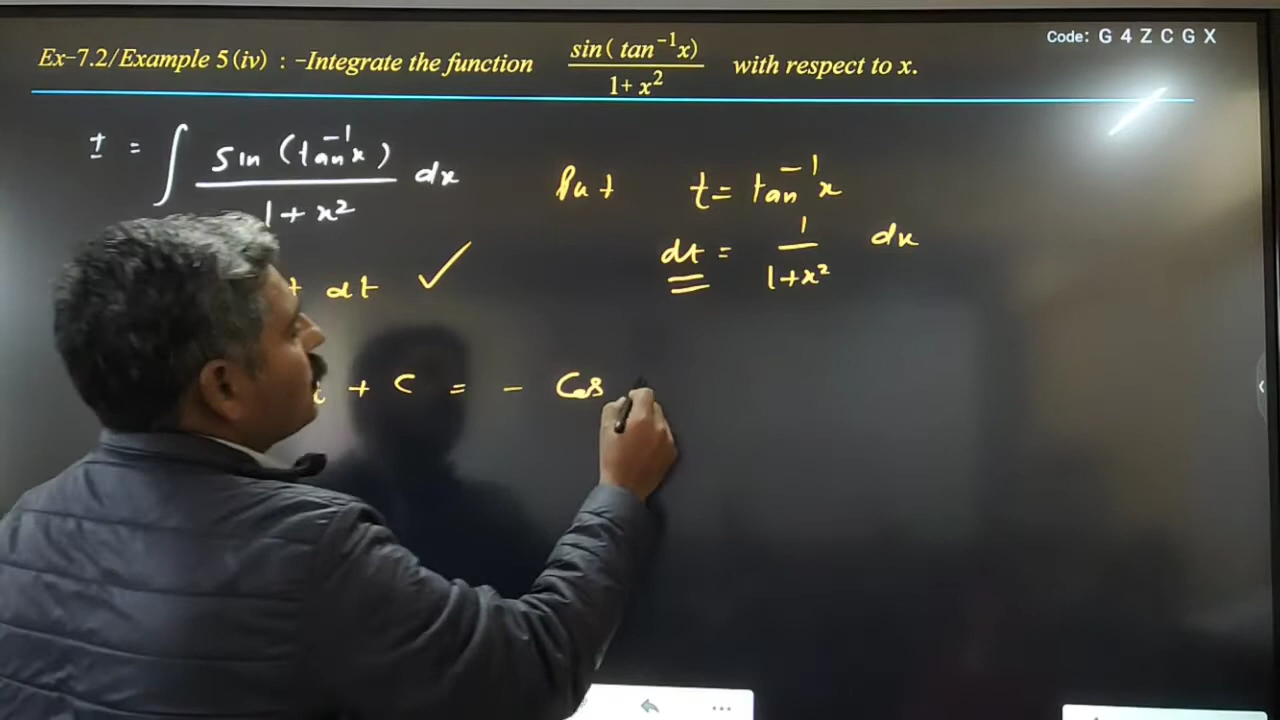 Code: G 4 Z C G X
Ex-7.2/Example 5(iv) : -Integrate the function sin( tan⁻¹x) / 1+ x² with respect to x.
I = ∫ sin (tan⁻¹x) / 1 + x² dx
Put t = tan⁻¹x
dt = 1 / 1+x² dx
t dt ✓
+ C = - Cos